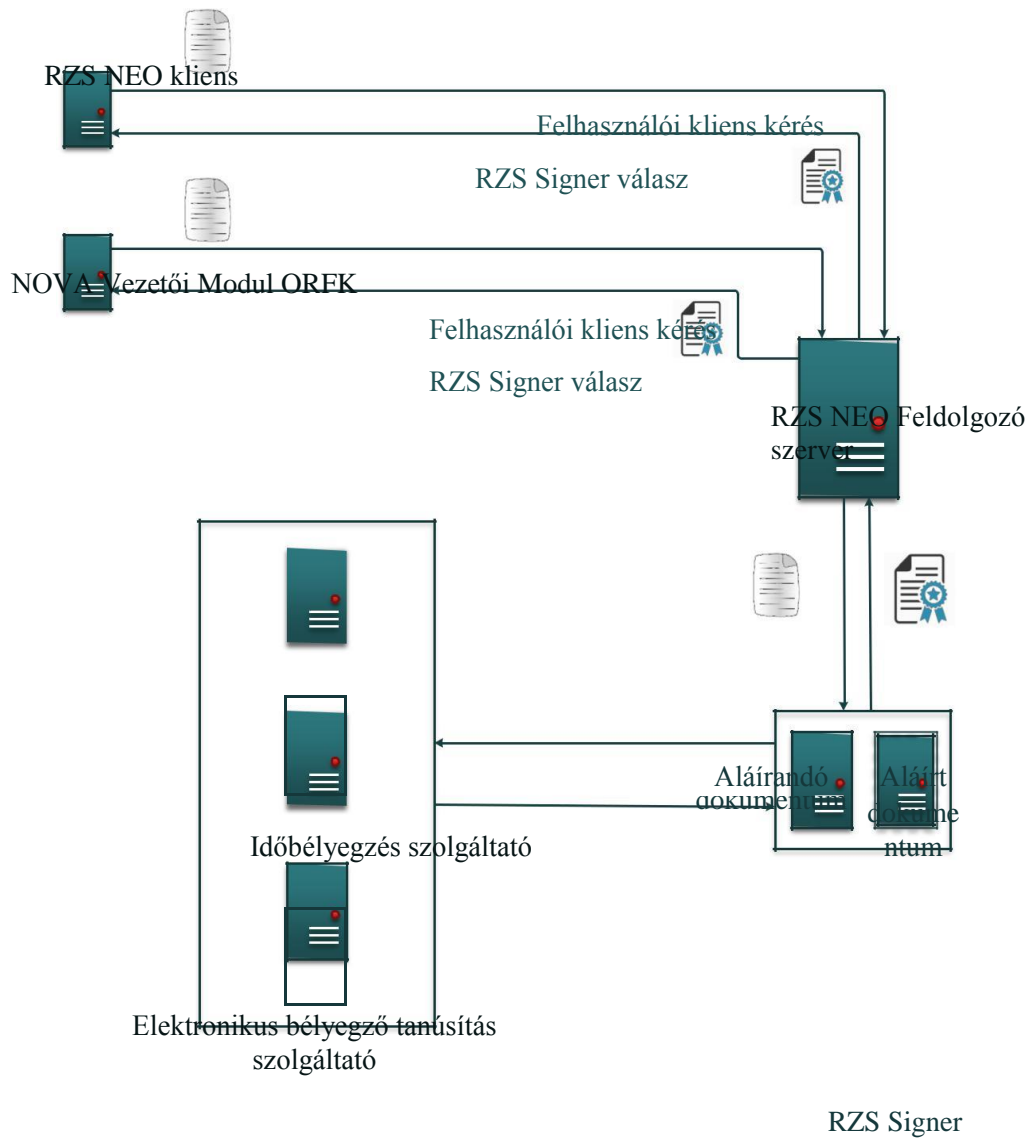 RZS NEO kliens
Felhasználói kliens kérés
RZS Signer válasz
NOVA Vezetői Modul ORFK
Felhasználói kliens kérés
RZS Signer válasz
RZS NEO Feldolgozó
szerver
Aláírandó
dokumentum
Aláírt
dokume
ntum
Időbélyegzés szolgáltató
Elektronikus bélyegző tanúsítás
szolgáltató
RZS Signer